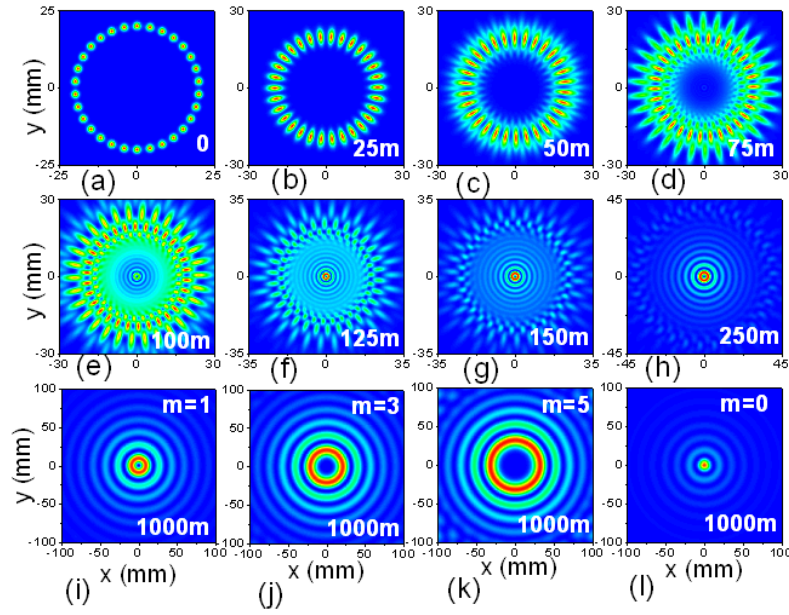 25 30 30 30
y (mm)
0 0 0 0
0 25m 50m 75m
-25 -30 -30 -30
-25 0 25 -30 0 30 -30 0 30 -30 0 30
(a) (b) (c) (d)
30 35 35 45
y (mm)
0 0 0 0
100m 125m 150m 250m
-30 -35 -35 -45
-30 0 30 -35 0 35 -35 0 35 -45 0 45
(e) (f) (g) (h)
100 100 100 100
m=1 m=3 m=5 m=0
50 50 50 50
y (mm)
0 0 0 0
-50 -50 -50 -50
1000m 1000m 1000m 1000m
-100 -100 -100 -100
-100 -50 0 50 100 -100 -50 0 50 100 -100 -50 0 50 100 -100 -50 0 50 100
x (mm) x (mm) x (mm) x (mm)
(i) (j) (k) (l)